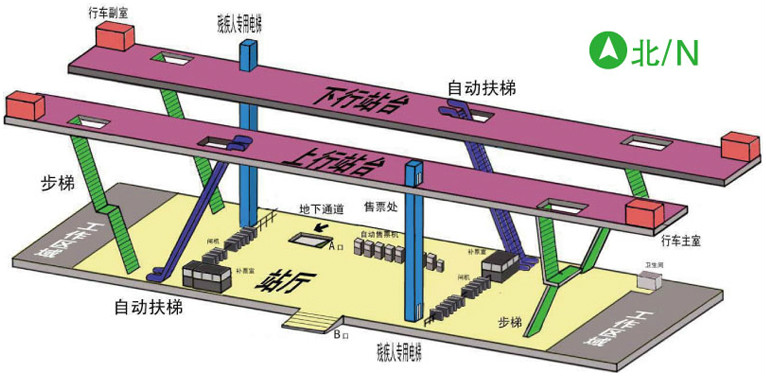 行车副室
残疾人专用电梯
北/N
自动扶梯
下行站台
上行站台
步梯
地下通道
售票处
闸机
A口
自动售票机
补票室
行车主室
工作区域
补票室
站厅
闸机
卫生间
自动扶梯
B口
残疾人专用电梯
步梯
工作区域